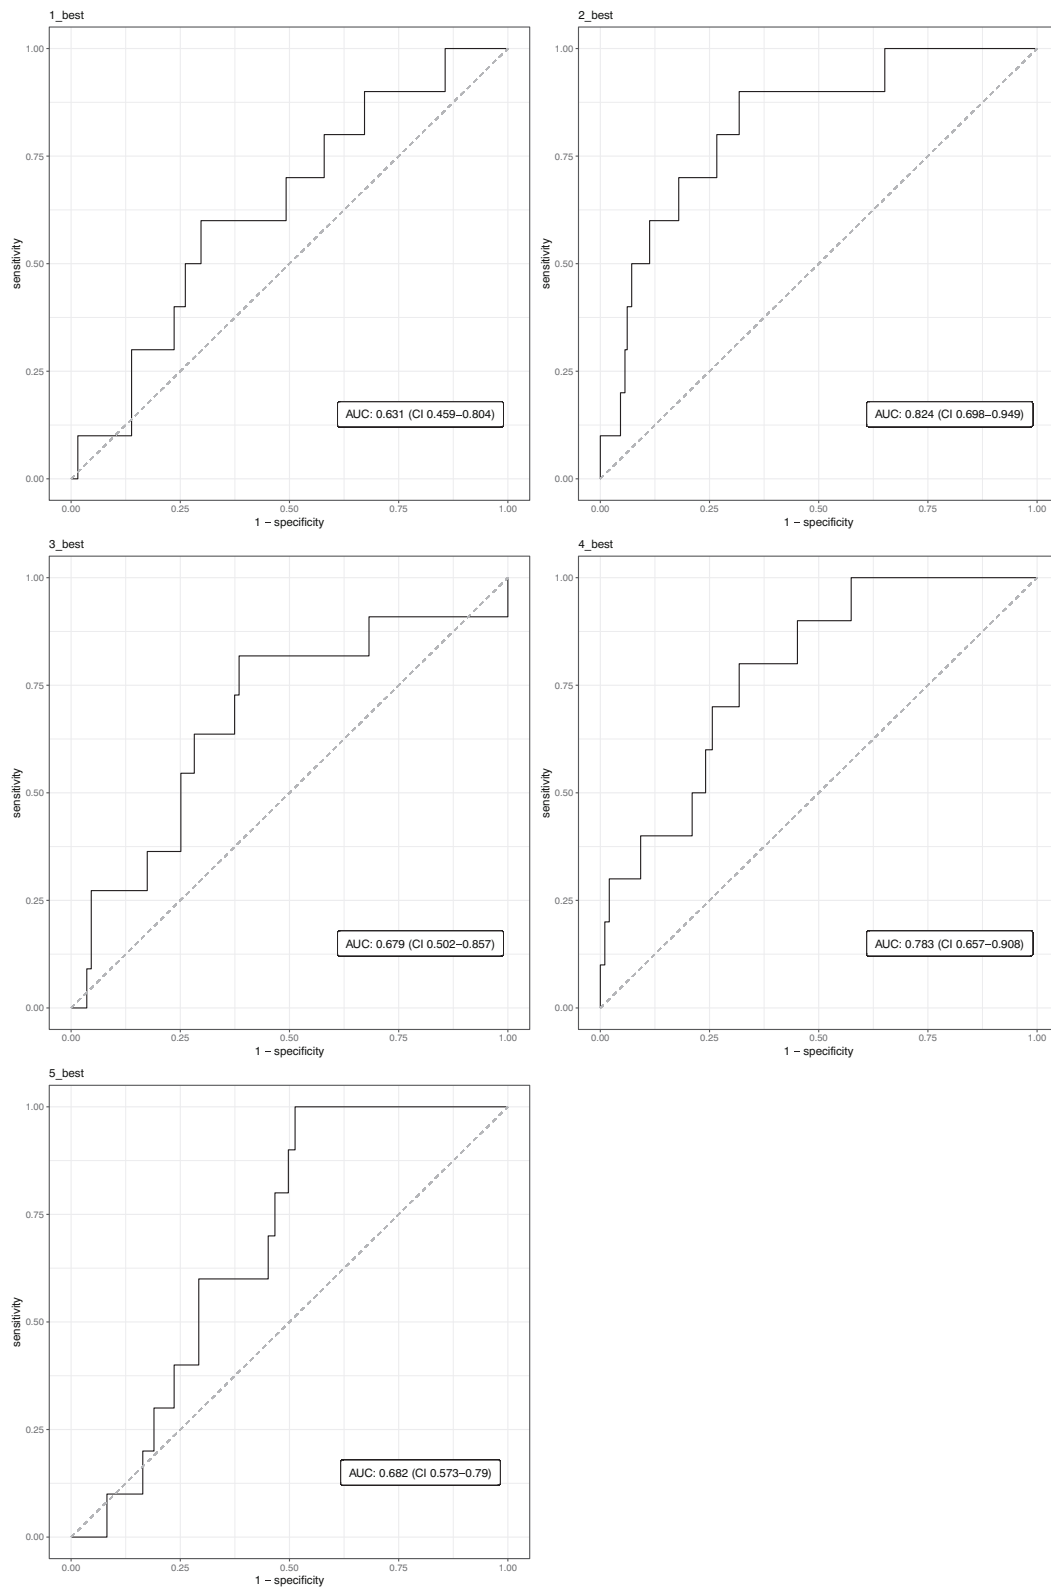 1_best
1.00
0.75
0.50
0.25
0.00
sensitivity
AUC: 0.631 (CI 0.459–0.804)
0.00 0.25 0.50 0.75 1.00
1 − specificity
2_best
1.00
0.75
0.50
0.25
0.00
sensitivity
AUC: 0.824 (CI 0.698–0.949)
0.00 0.25 0.50 0.75 1.00
1 − specificity
3_best
1.00
0.75
0.50
0.25
0.00
sensitivity
AUC: 0.679 (CI 0.502–0.857)
0.00 0.25 0.50 0.75 1.00
1 − specificity
4_best
1.00
0.75
0.50
0.25
0.00
sensitivity
AUC: 0.783 (CI 0.657–0.908)
0.00 0.25 0.50 0.75 1.00
1 − specificity
5_best
1.00
0.75
0.50
0.25
0.00
sensitivity
AUC: 0.682 (CI 0.573–0.79)
0.00 0.25 0.50 0.75 1.00
1 − specificity